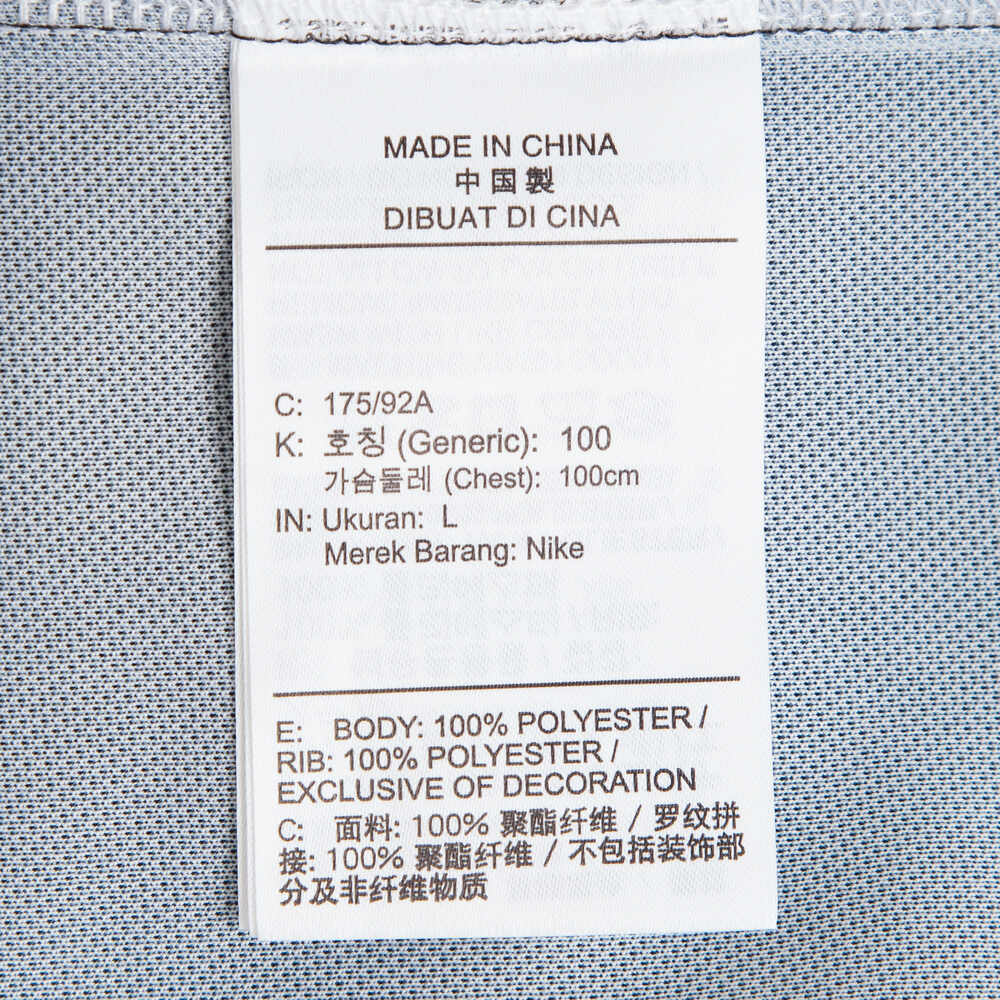 MADE IN CHINA
中国製
DIBUAT DI CINA
C: 175/92A
K: 호칭 (Generic): 100
가슴둘레 (Chest): 100cm
IN: Ukuran: L
Merek Barang: Nike
E: BODY: 100% POLYESTER /
RIB: 100% POLYESTER /
EXCLUSIVE OF DECORATION
C: 面料: 100% 聚酯纤维 / 罗纹拼
接: 100% 聚酯纤维 / 不包括装饰部
分及非纤维物质